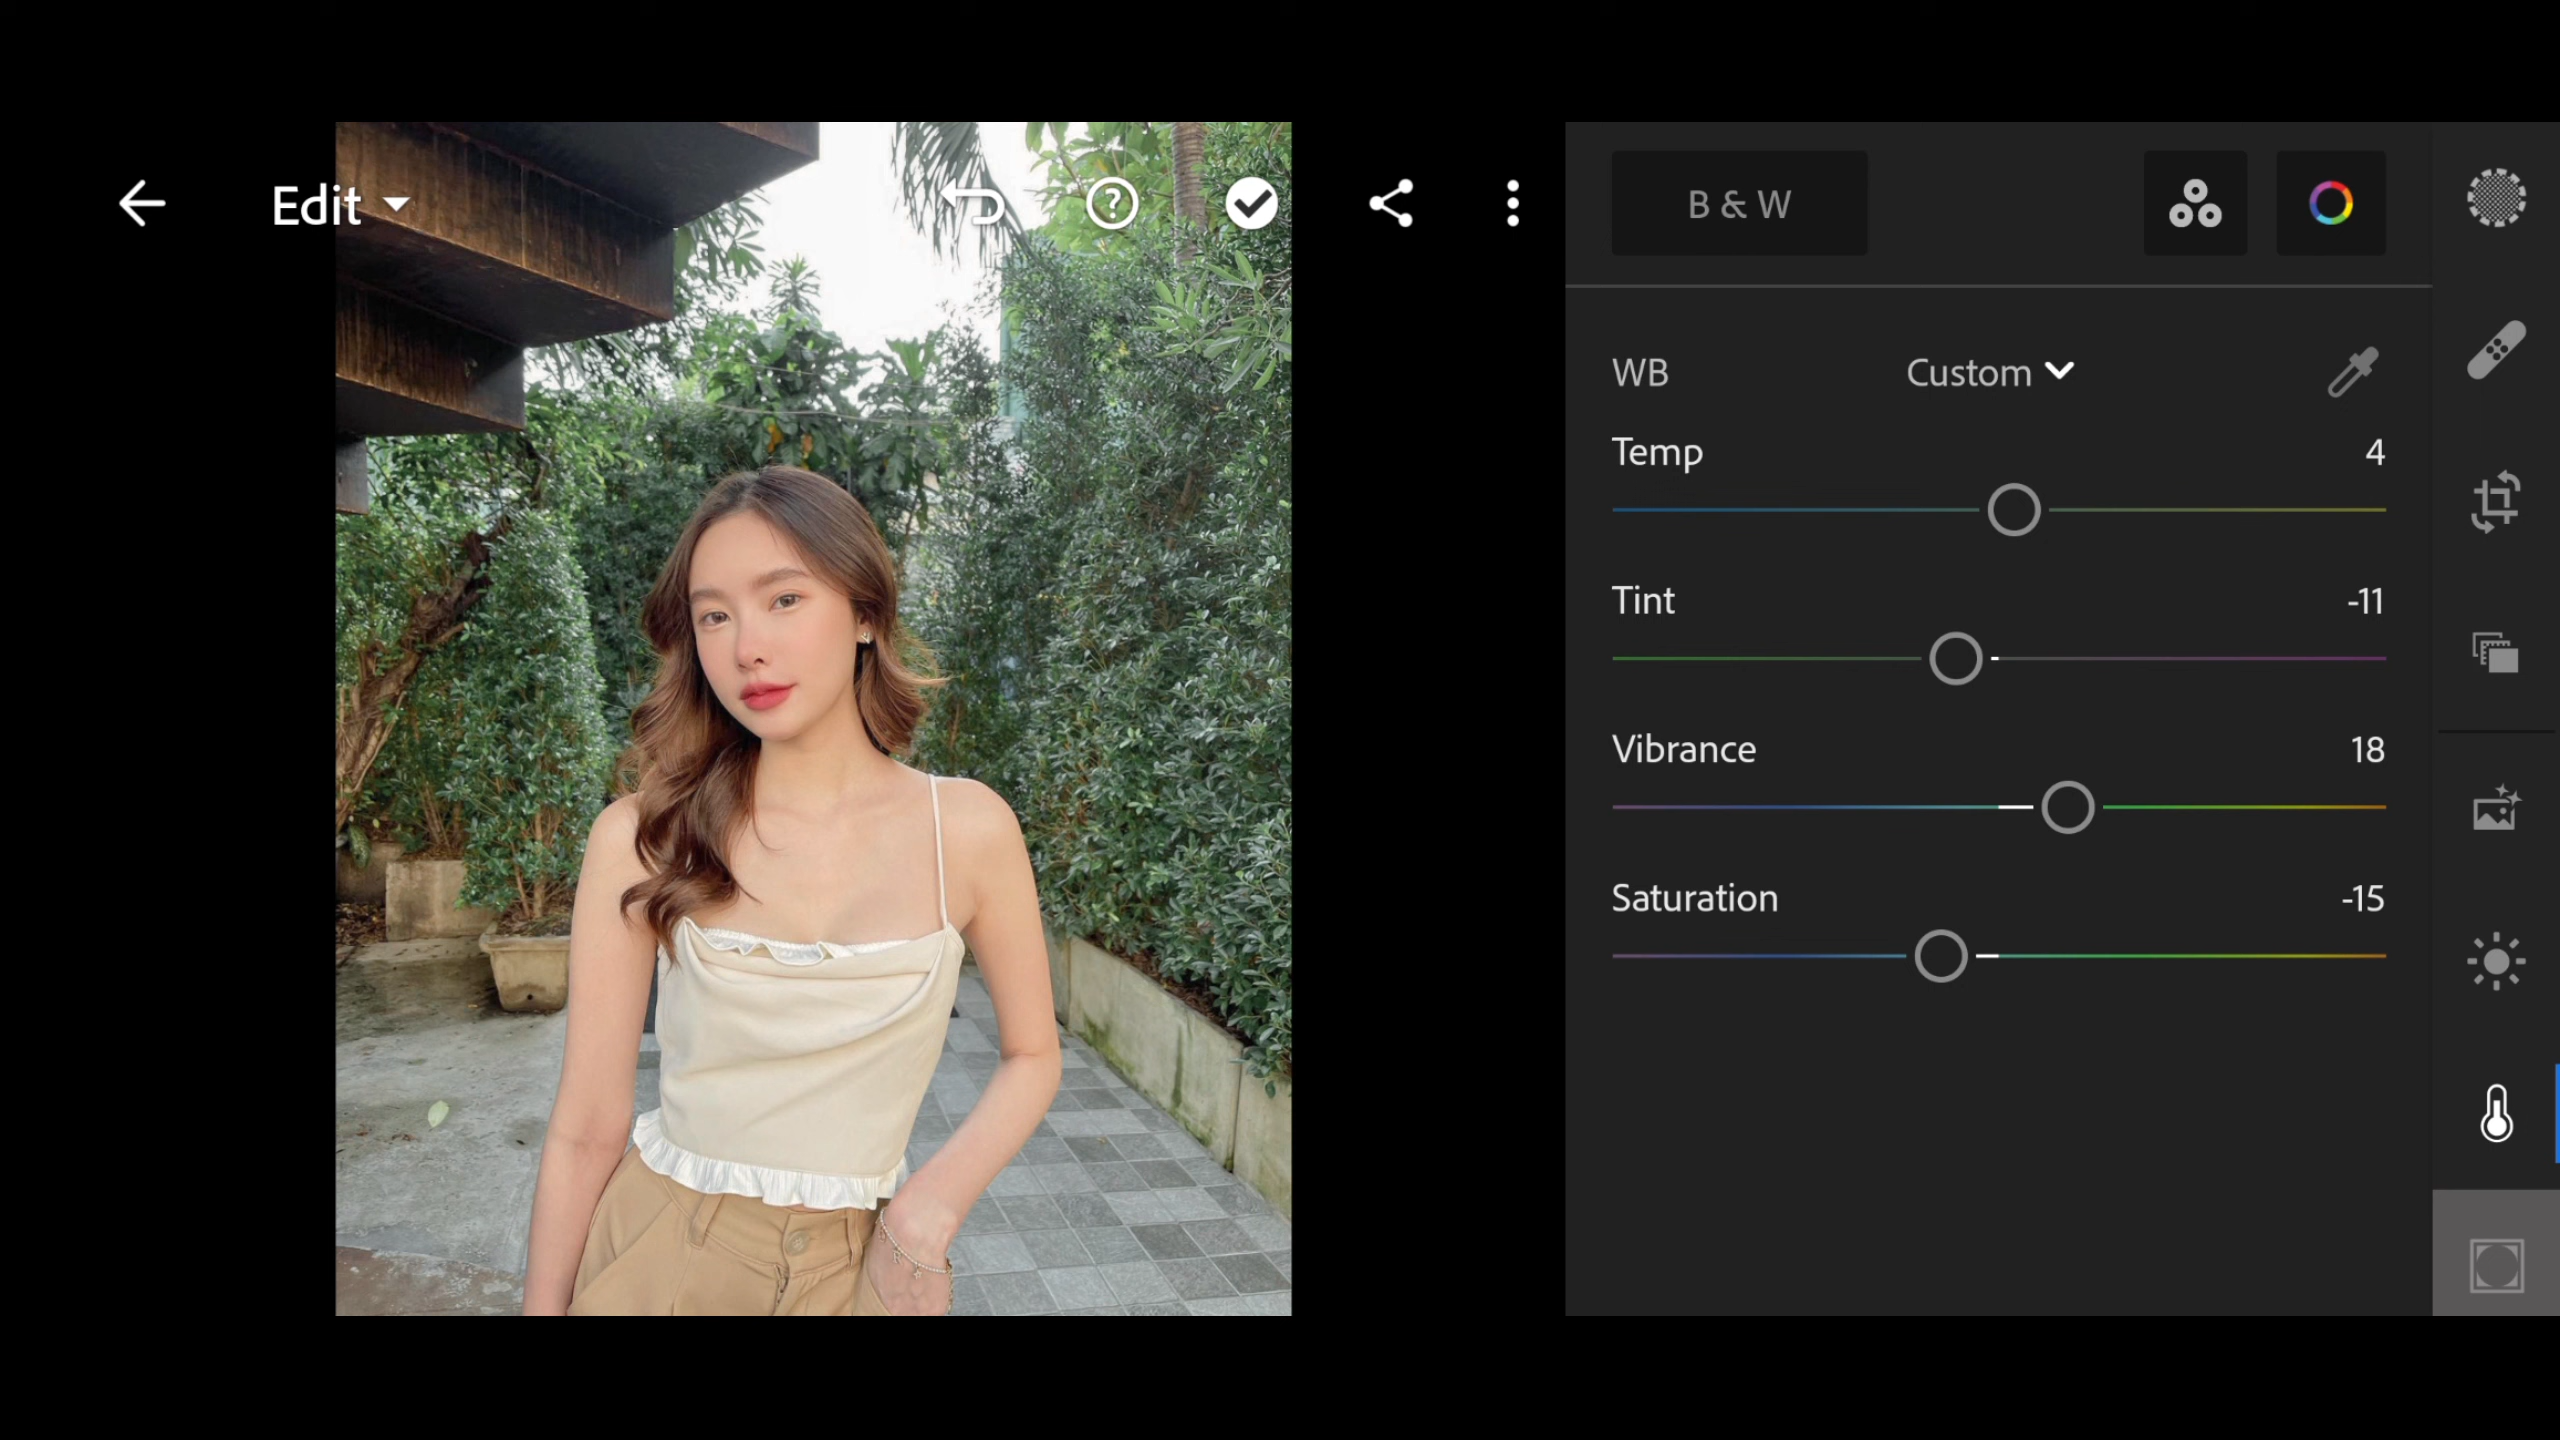 Edit
B & W
WB Custom
Temp 4
Tint -11
Vibrance 18
Saturation -15